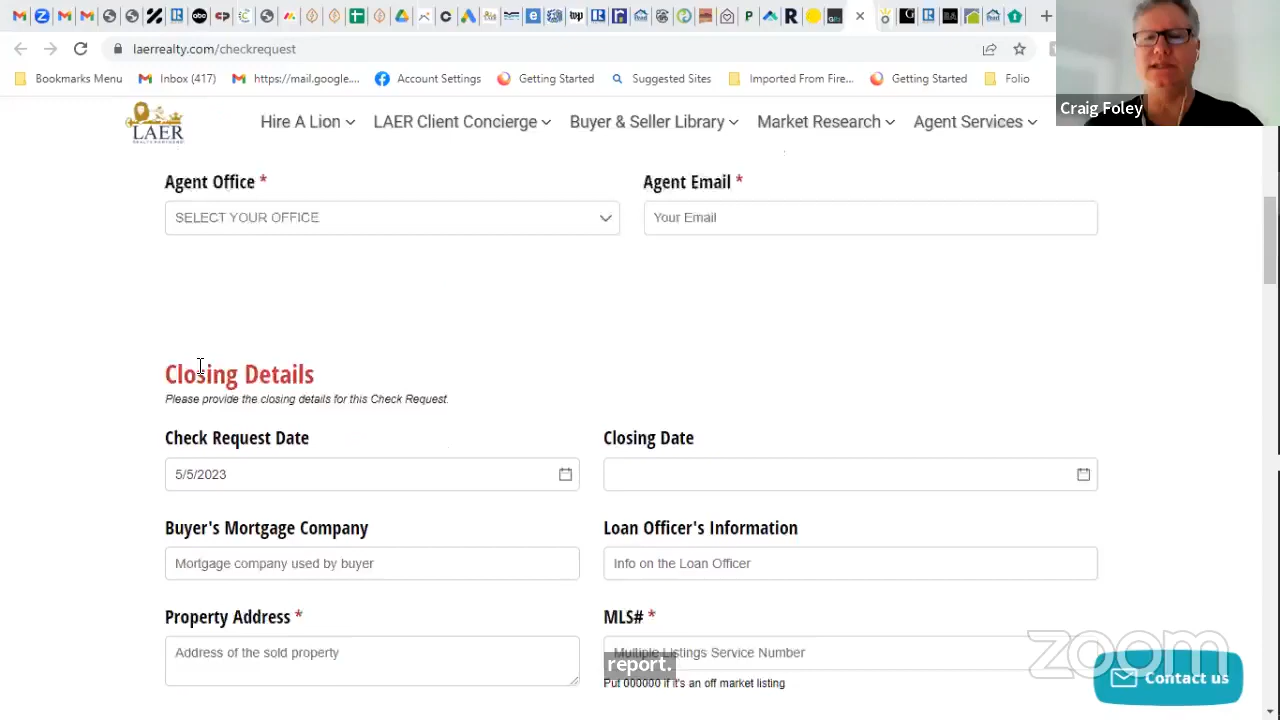 laerrealty.com/checkrequest
Bookmarks Menu Inbox (417) https://mail.google.... Account Settings Getting Started Suggested Sites Imported From Fire... Getting Started Folio
Craig Foley
LAER
Hire A Lion LAER Client Concierge Buyer & Seller Library Market Research Agent Services
Agent Office * Agent Email *
SELECT YOUR OFFICE Your Email
Closing Details
Please provide the closing details for this Check Request.
Check Request Date Closing Date
5/5/2023
Buyer's Mortgage Company Loan Officer's Information
Mortgage company used by buyer Info on the Loan Officer
Property Address * MLS# *
Address of the sold property Multiple Listings Service Number
report.
zoom
Contact us
Put 000000 if it's an off market listing